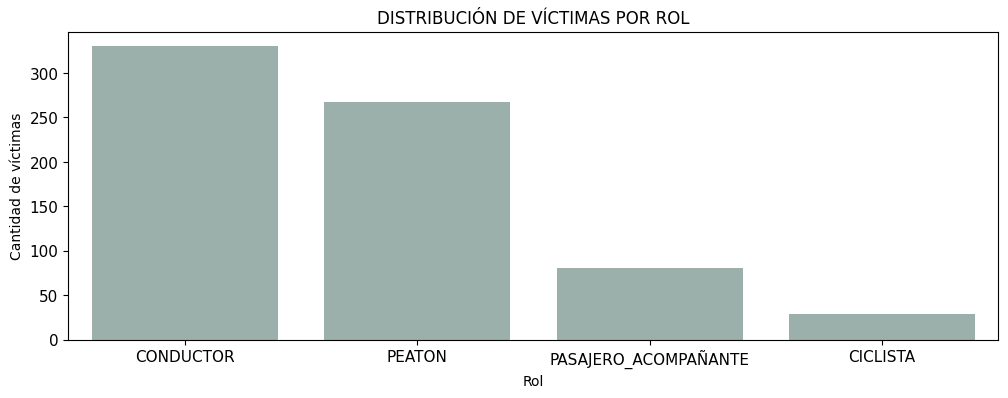 DISTRIBUCIÓN DE VÍCTIMAS POR ROL
Cantidad de víctimas
300
250
200
150
100
50
0
CONDUCTOR PEATON PASAJERO_ACOMPAÑANTE CICLISTA
Rol